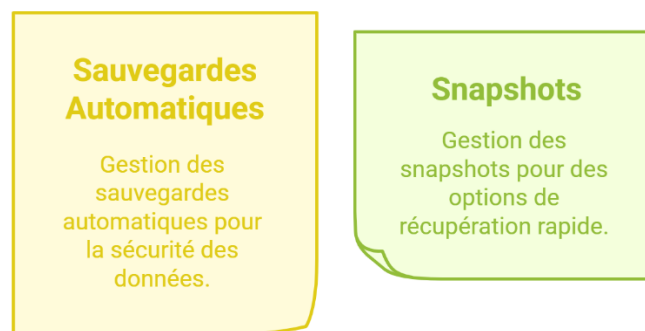 Sauvegardes
Automatiques
Gestion des
sauvegardes
automatiques pour
la sécurité des
données.
Snapshots
Gestion des
snapshots pour des
options de
récupération rapide.